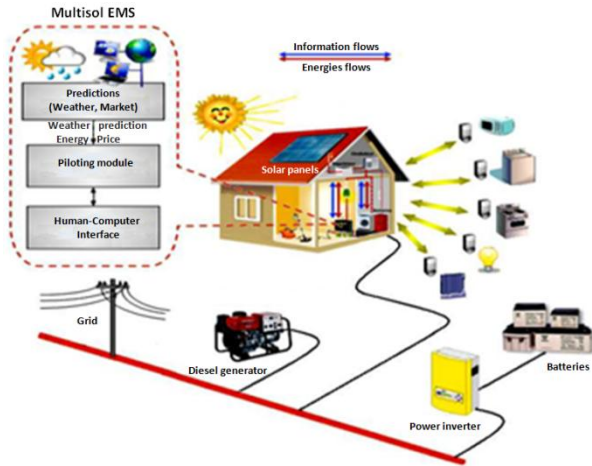 Multisol EMS
Predictions
(Weather, Market)
Weather prediction
Energy Price
Piloting module
Human-Computer
Interface
Information flows
Energies flows
Solar panels
Grid
Diesel generator
Power inverter
Batteries